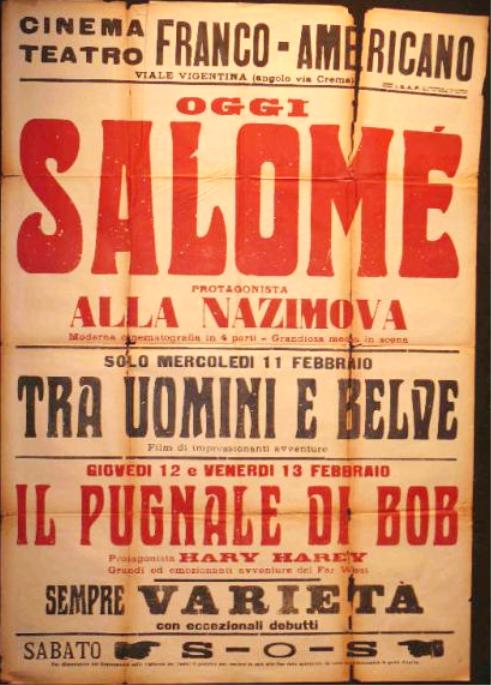 CINEMA TEATRO FRANCO-AMERICANO
VIALE VIGENTINA (angolo via Crema)
OGGI
SALOMÉ
PROTAGONISTA
ALLA NAZIMOVA
Moderna cinematografia in 4 parti - Grandiosa messa in scena
SOLO MERCOLEDI 11 FEBBRAIO
TRA UOMINI E BELVE
Film di impressionanti avventure
GIOVEDI 12 e VENERDI 13 FEBBRAIO
IL PUGNALE DI BOB
Protagonista HARY HAREY
Grandi ed emozionanti avventure del Far West
SEMPRE VARIETÀ
con eccezionali debutti
SABATO S-O-S